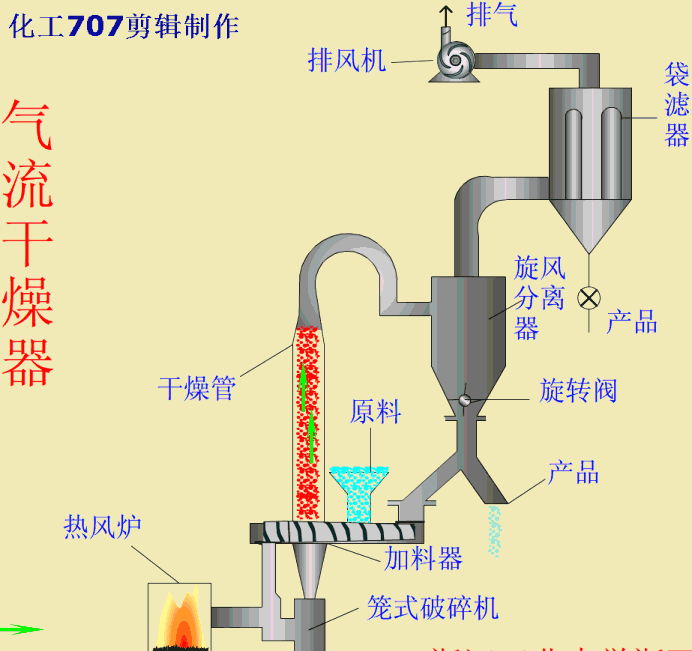 化工707剪辑制作
排气
排风机
袋滤器
气流干燥器
旋风分离器
产品
干燥管
旋转阀
原料
产品
热风炉
加料器
笼式破碎机